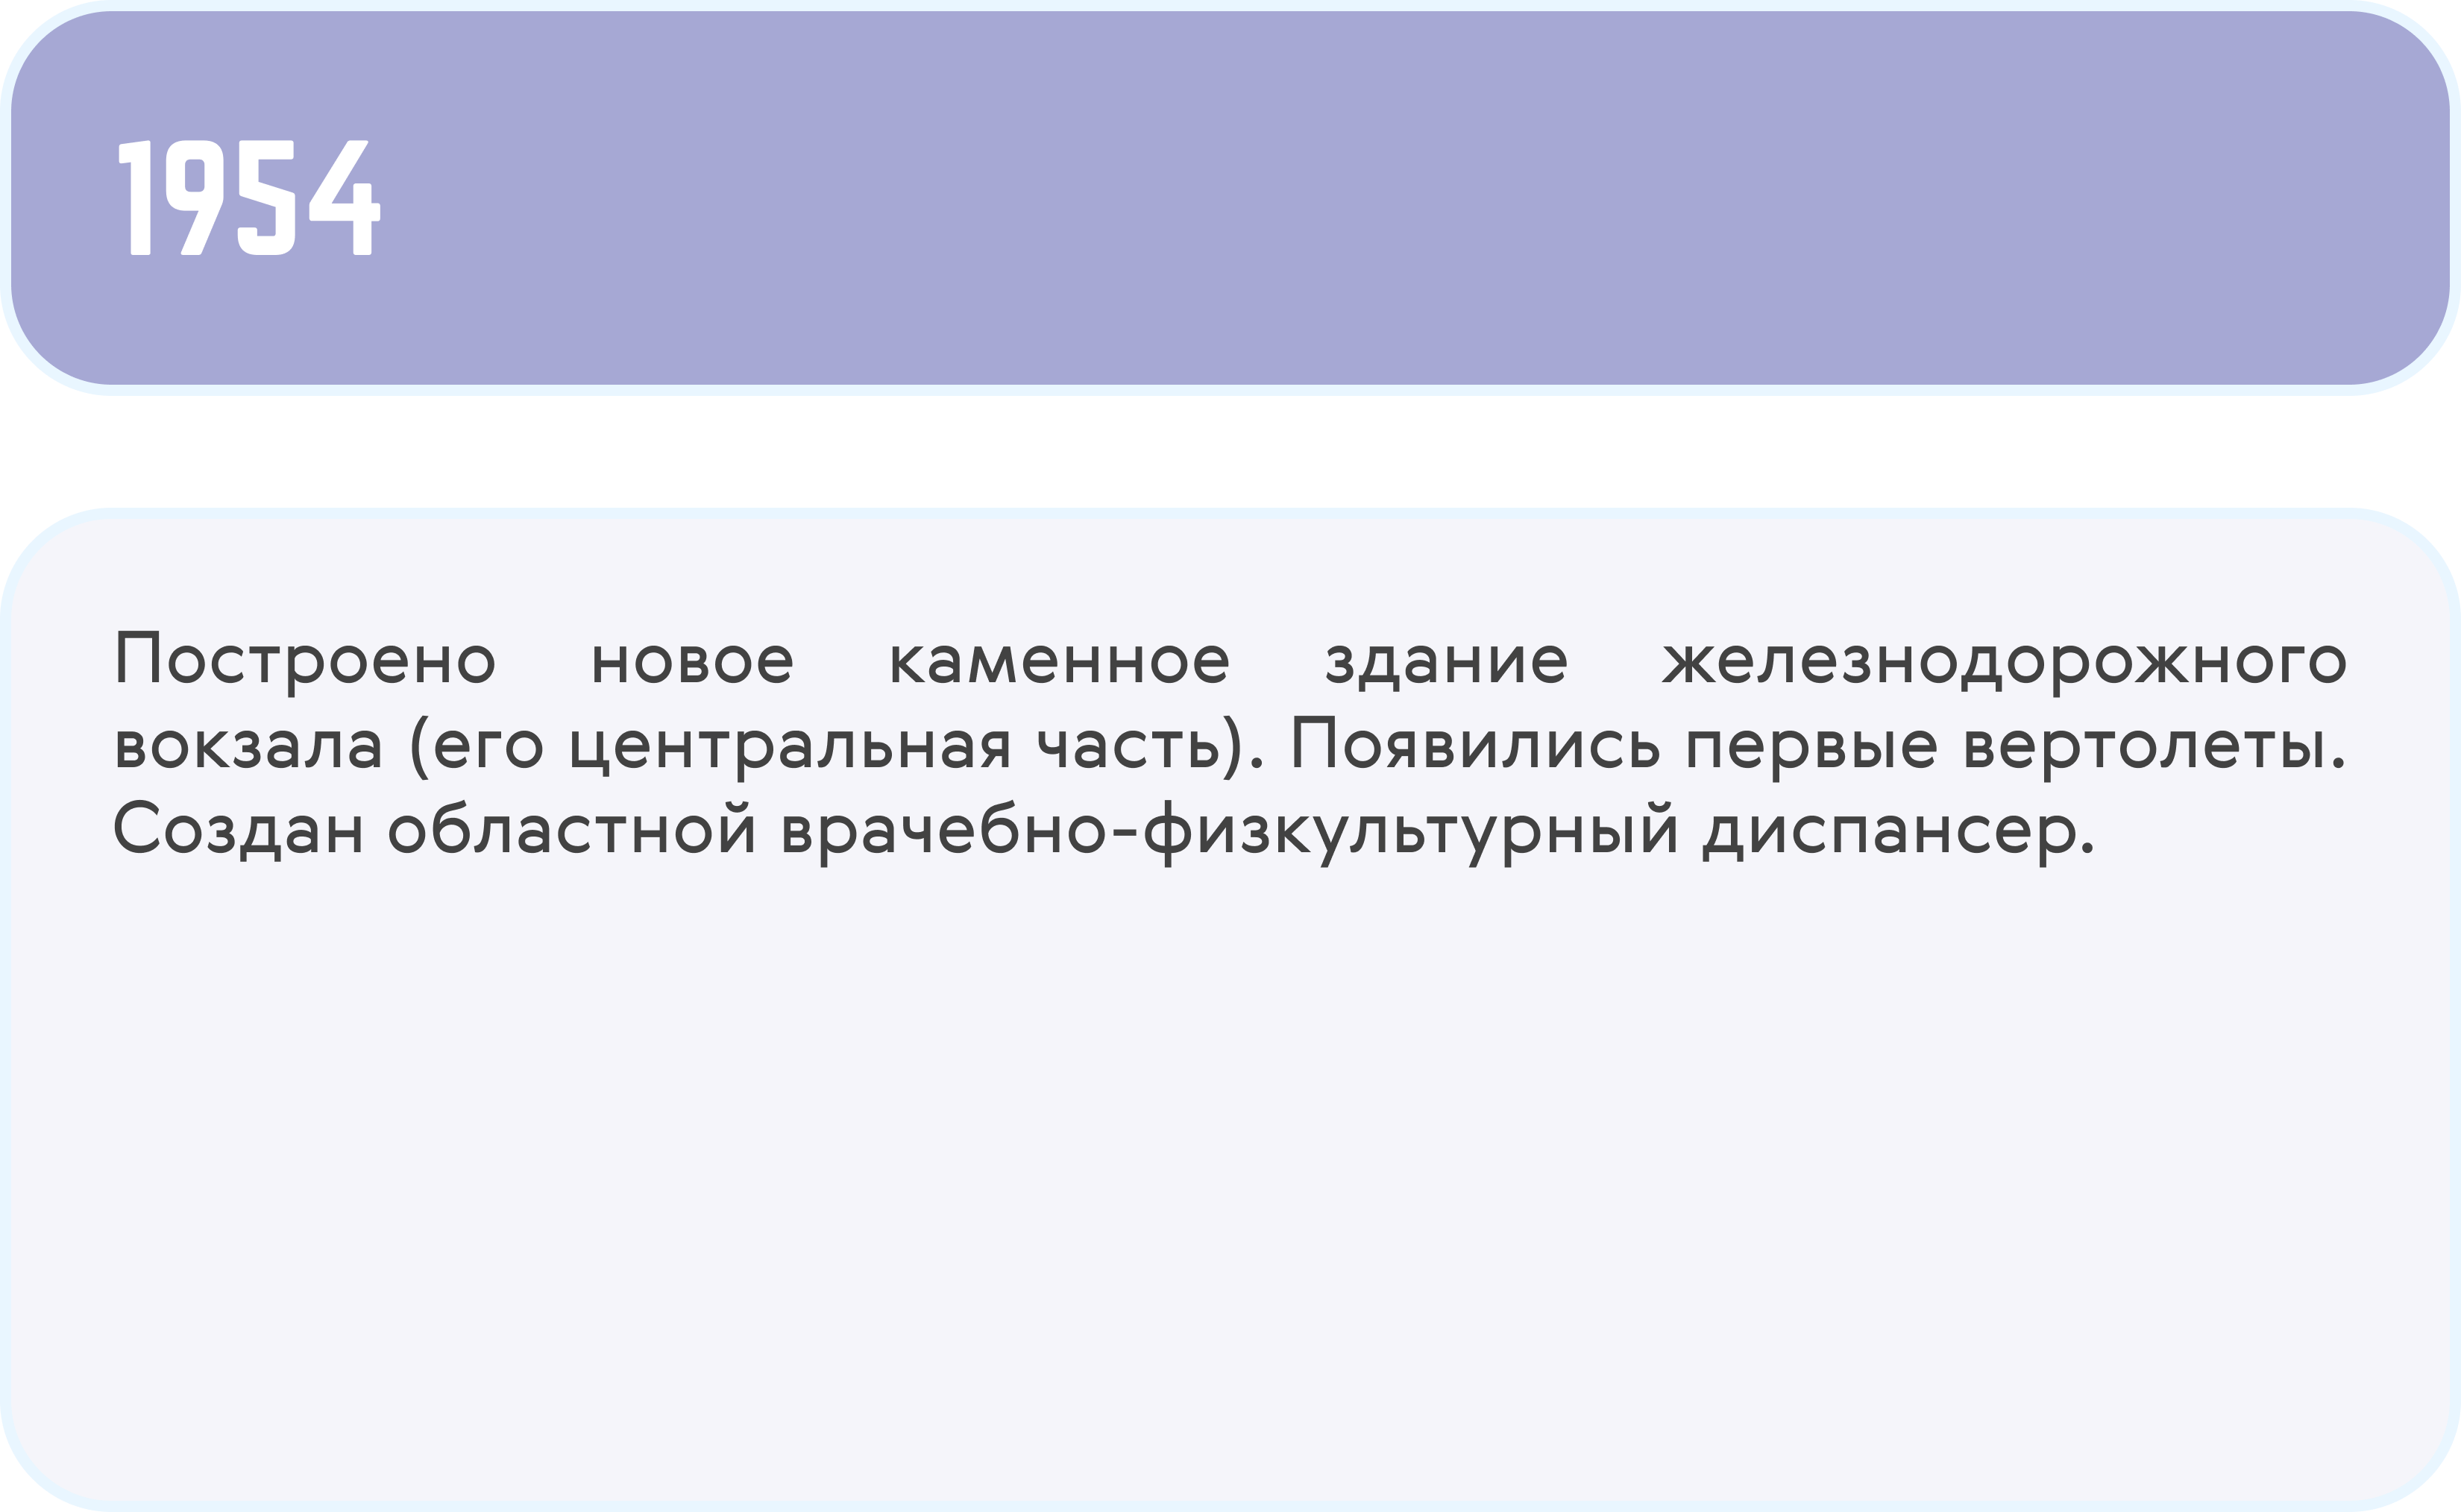 1954
Построено новое каменное здание железнодорожного
вокзала (его центральная часть). Появились первые вертолеты.
Создан областной врачебно-физкультурный диспансер.